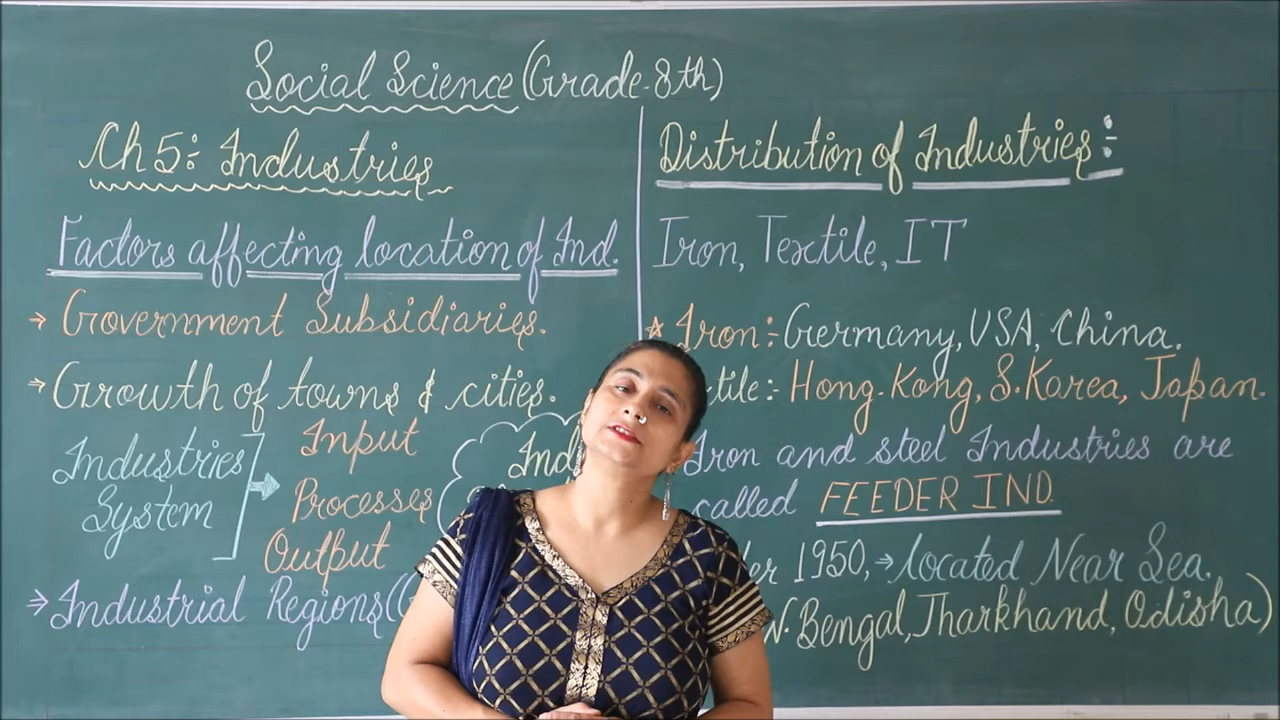 Social Science (Grade-8th)
Ch 5:- Industries
Factors affecting location of Ind.
→ Government Subsidiaries.
→ Growth of towns & cities.
Industries System → Input
Processes
Output
Ind
→ Industrial Regions (
Distribution of Industries:-
Iron, Textile, IT
★ Iron:- Germany, USA, China.
tile:- Hong-Kong, S. Korea, Japan.
Iron and steel Industries are
called FEEDER IND.
1950, → located Near Sea.
W. Bengal, Jharkhand, Odisha)